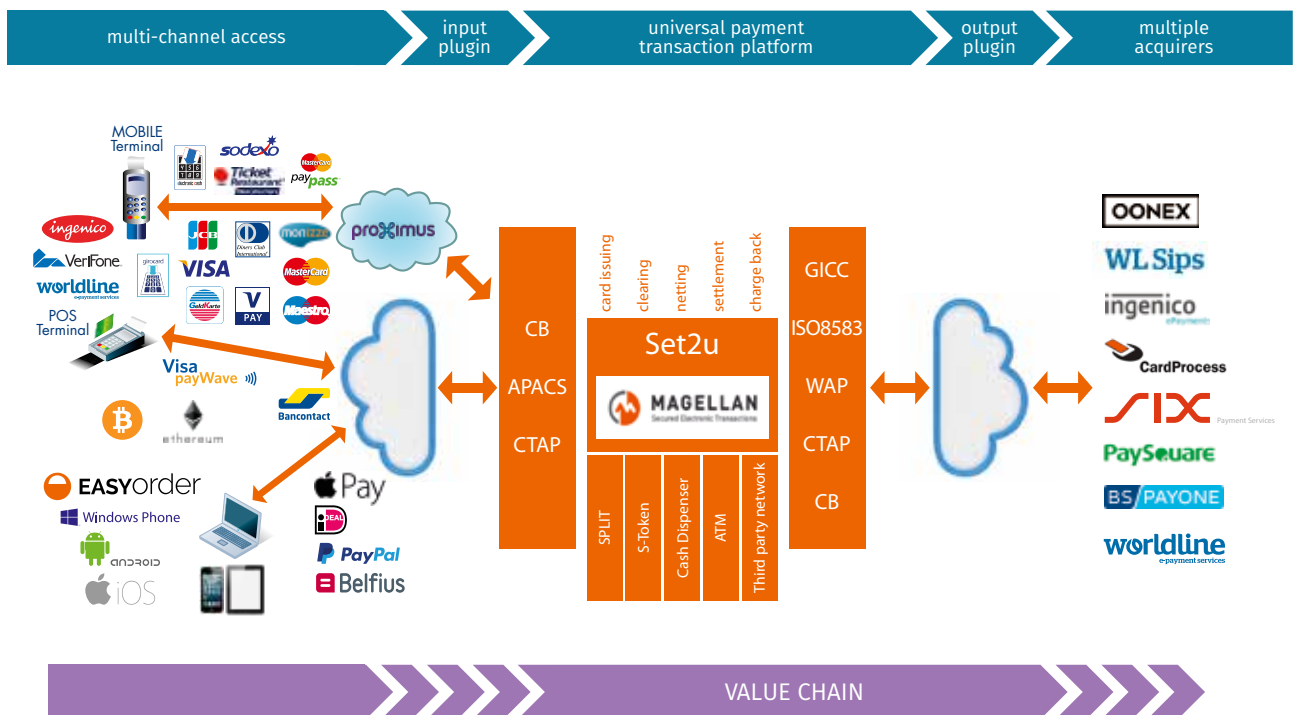 multi-channel access
input
plugin
universal payment
transaction platform
output
plugin
multiple
acquirers
MOBILE
Terminal
electronic cash
sodexo
Ticket
Restaurant
MasterCard
paypass
ingenico
VeriFone
worldline
e-payment services
girocard
JCB
Diners Club
International
monizze
VISA
MasterCard
GeldKarte
V
PAY
Maestro
proximus
POS
Terminal
Visa
payWave
Bancontact
ethereum
EASYorder
Windows Phone
ANDROID
iOS
Pay
iDEAL
PayPal
Belfius
CB
APACS
CTAP
card issuing
clearing
netting
settlement
charge back
Set2u
MAGELLAN
Secured Electronic Transactions
SPLIT
S-Token
Cash Dispenser
ATM
Third party network
GICC
ISO8583
WAP
CTAP
CB
OONEX
WL Sips
ingenico
ePayments
CardProcess
SIX
Payment Services
PaySquare
BS/PAYONE
worldline
e-payment services
VALUE CHAIN